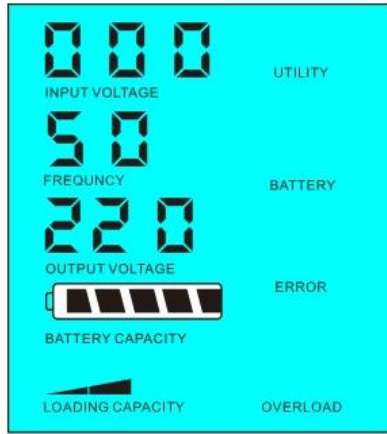 000
UTILITY
INPUT VOLTAGE
50
FREQUNCY
BATTERY
220
OUTPUT VOLTAGE
ERROR
BATTERY CAPACITY
LOADING CAPACITY
OVERLOAD